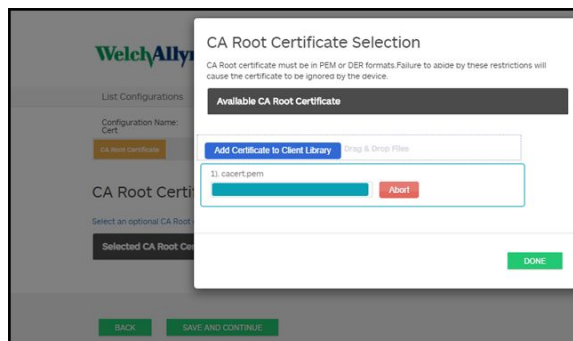 WelchAllyn
List Configurations
Configuration Name:
Cert
CA Root Certificate
CA Root Certi
Select an optional CA Root
Selected CA Root Cer
BACK
SAVE AND CONTINUE
CA Root Certificate Selection
CA Root certificate must be in PEM or DER formats.Failure to abide by these restrictions will
cause the certificate to be ignored by the device.
Available CA Root Certificate
Add Certificate to Client Library
Drag & Drop Files
1). cacert.pem
Abort
DONE